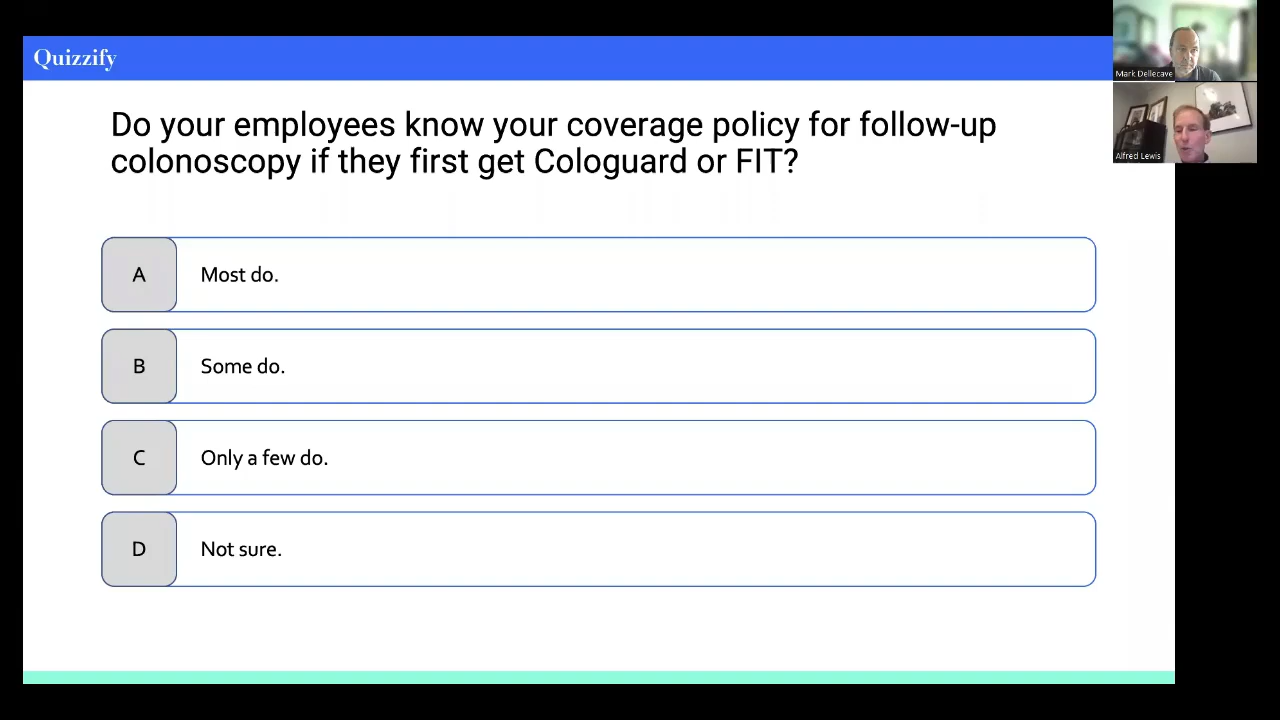 Quizzify
Mark Dellecave
Alfred Lewis
Do your employees know your coverage policy for follow-up
colonoscopy if they first get Cologuard or FIT?
A
Most do.
B
Some do.
C
Only a few do.
D
Not sure.